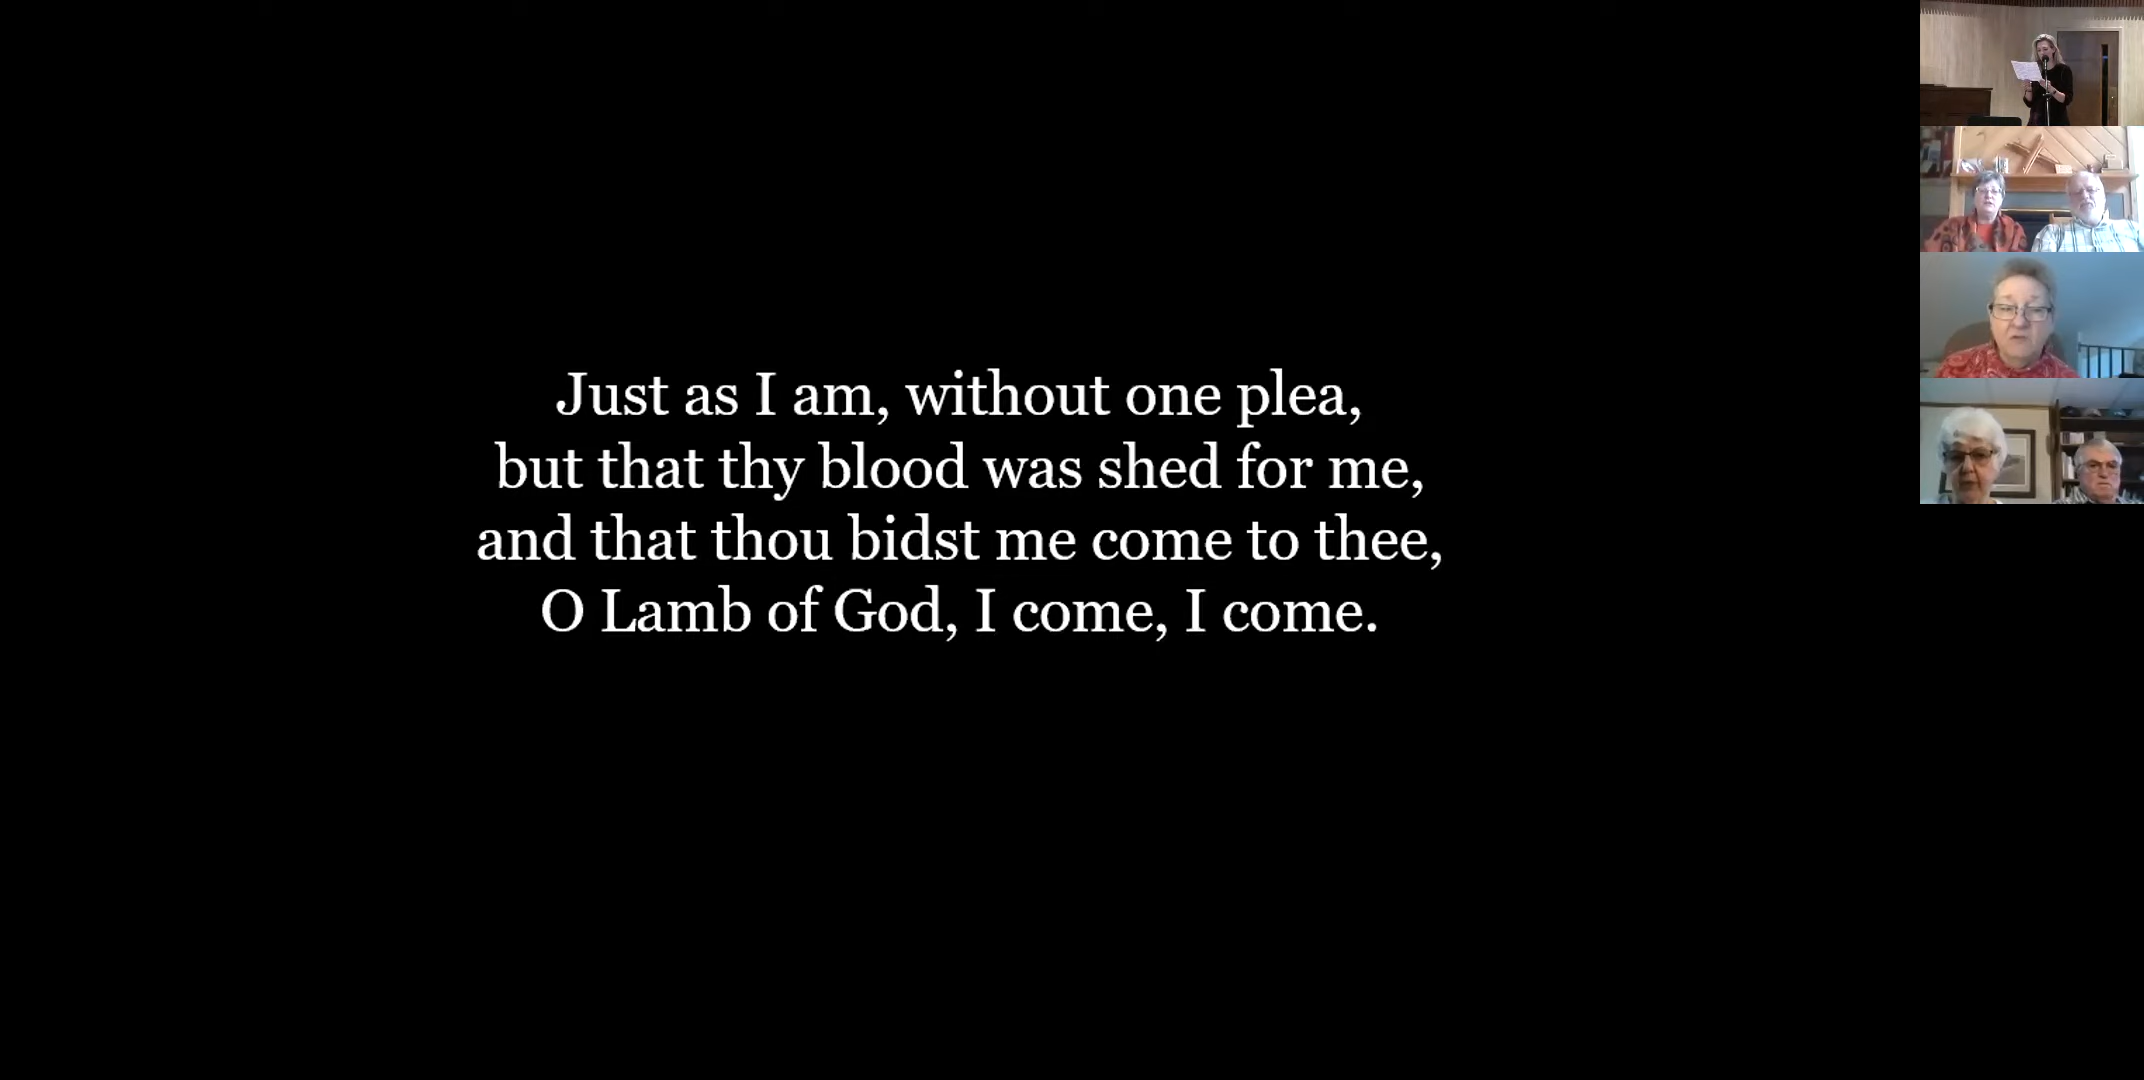 Just as I am, without one plea,
but that thy blood was shed for me,
and that thou bidst me come to thee,
O Lamb of God, I come, I come.